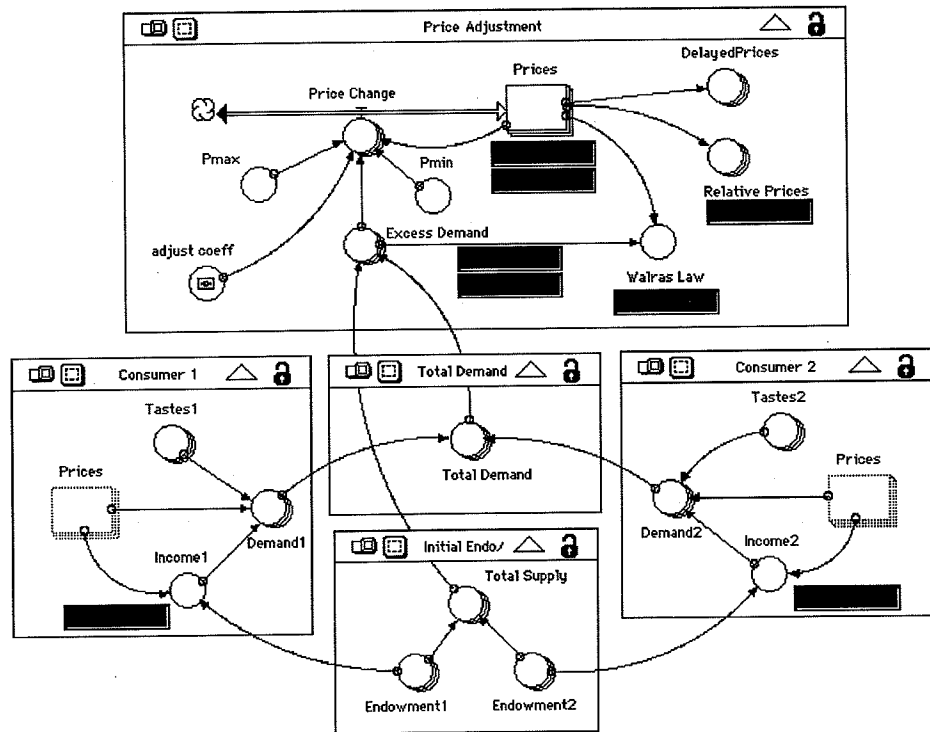 Price Adjustment
DelayedPrices
Prices
Price Change
Pmax
Pmin
Relative Prices
Excess Demand
adjust coeff
Walras Law
Consumer 1
Total Demand
Consumer 2
Tastes1
Tastes2
Prices
Prices
Total Demand
Demand1
Demand2
Income1
Income2
Initial Endo/
Total Supply
Endowment1
Endowment2